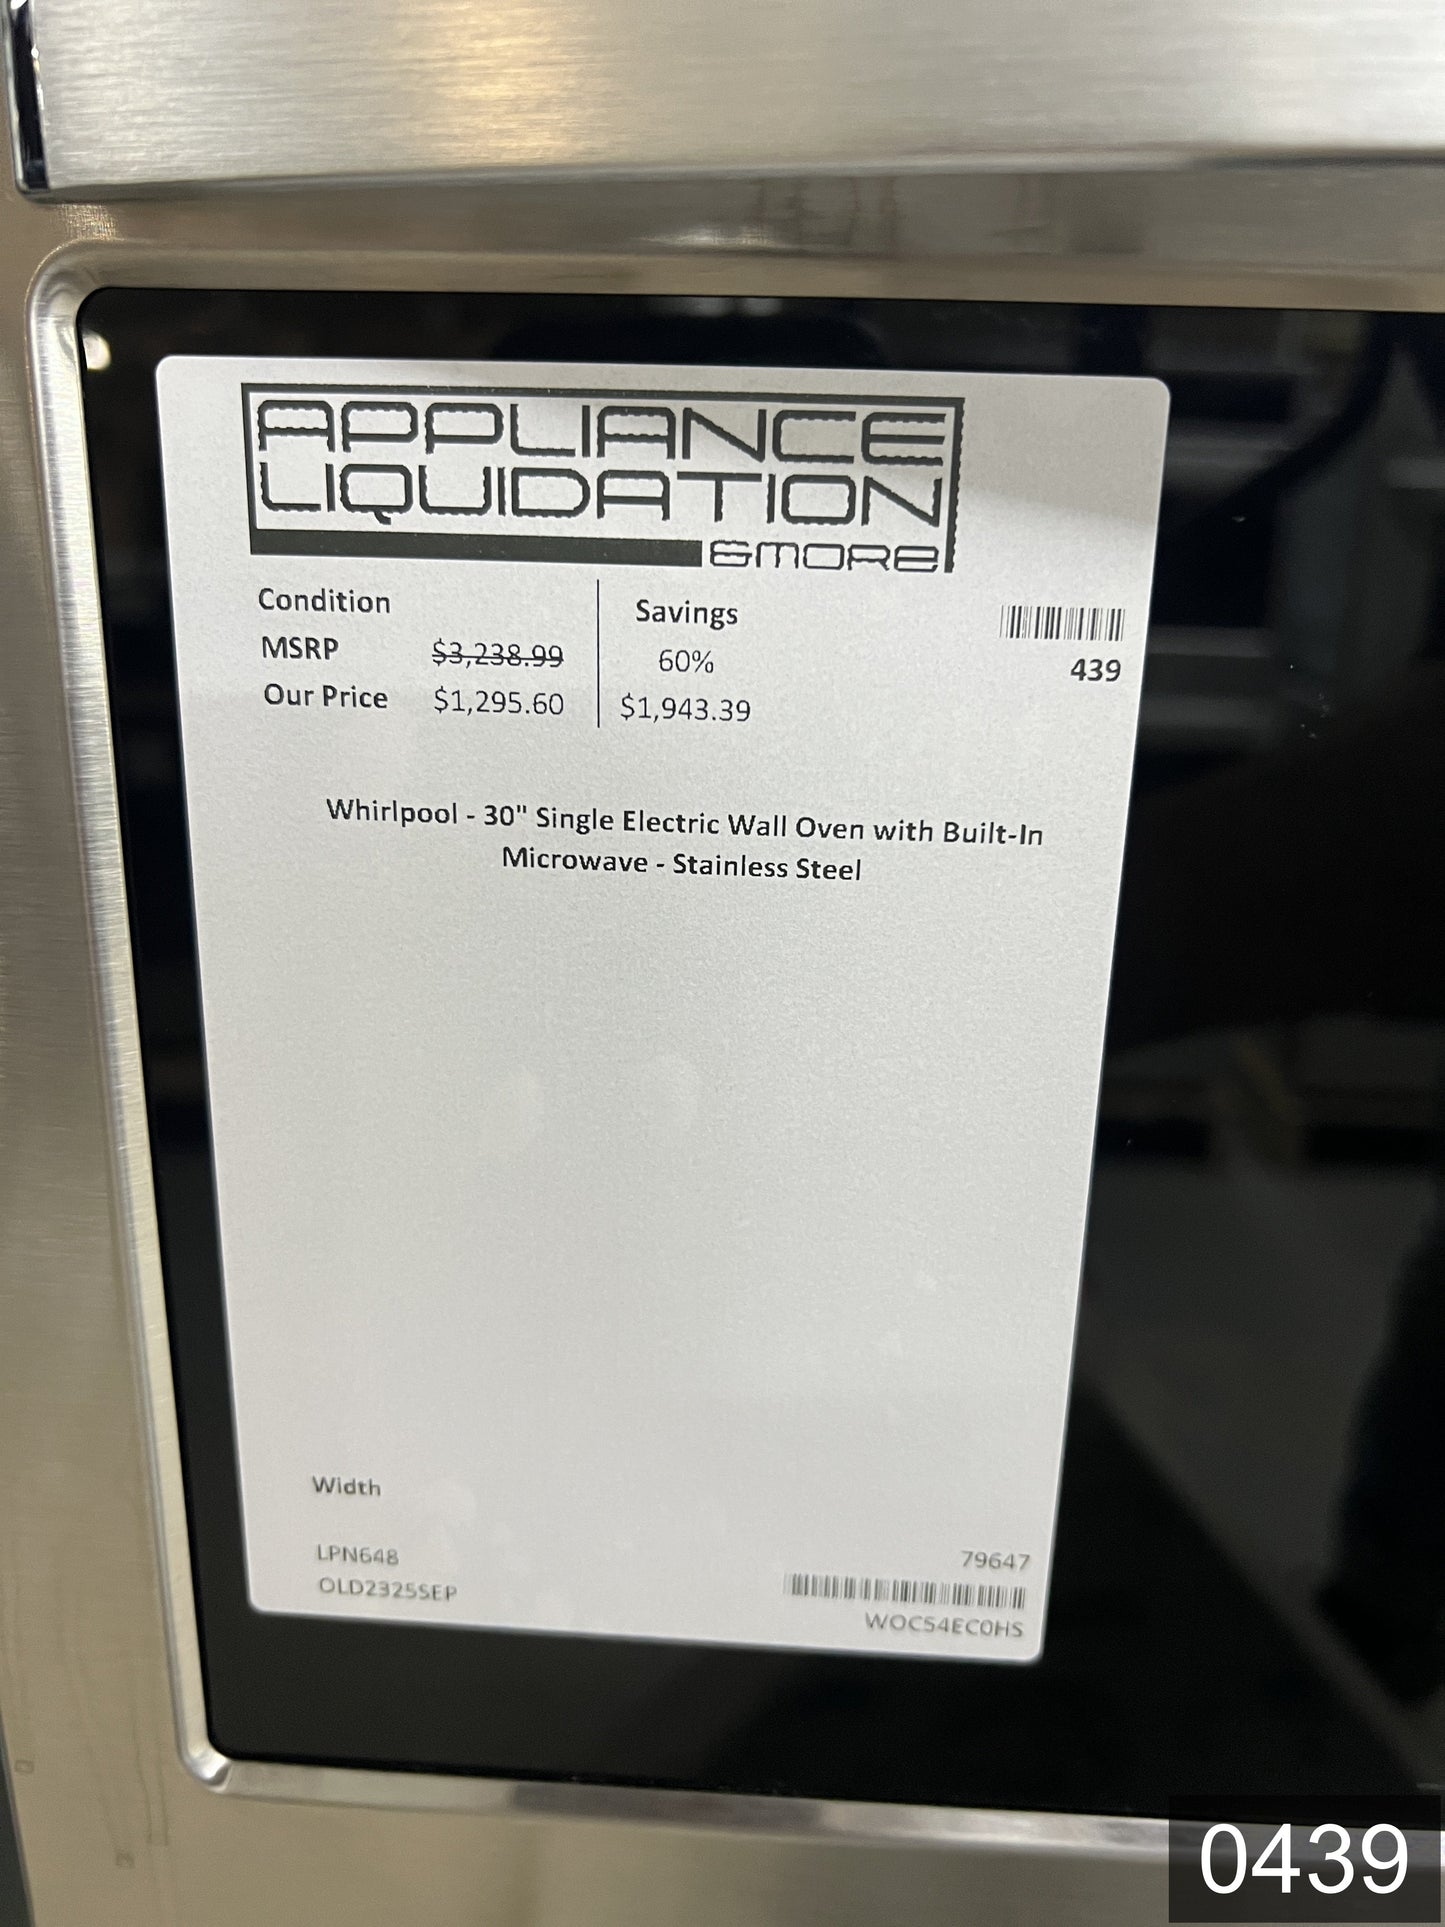 APPLIANCE
LIQUIDATION
&MORE
Condition
MSRP $3,238.99
Our Price $1,295.60
Savings
60%
$1,943.39
439
Whirlpool - 30" Single Electric Wall Oven with Built-In
Microwave - Stainless Steel
Width
LPN648
OLD2325SEP
79647
WOC54EC0HS
0439